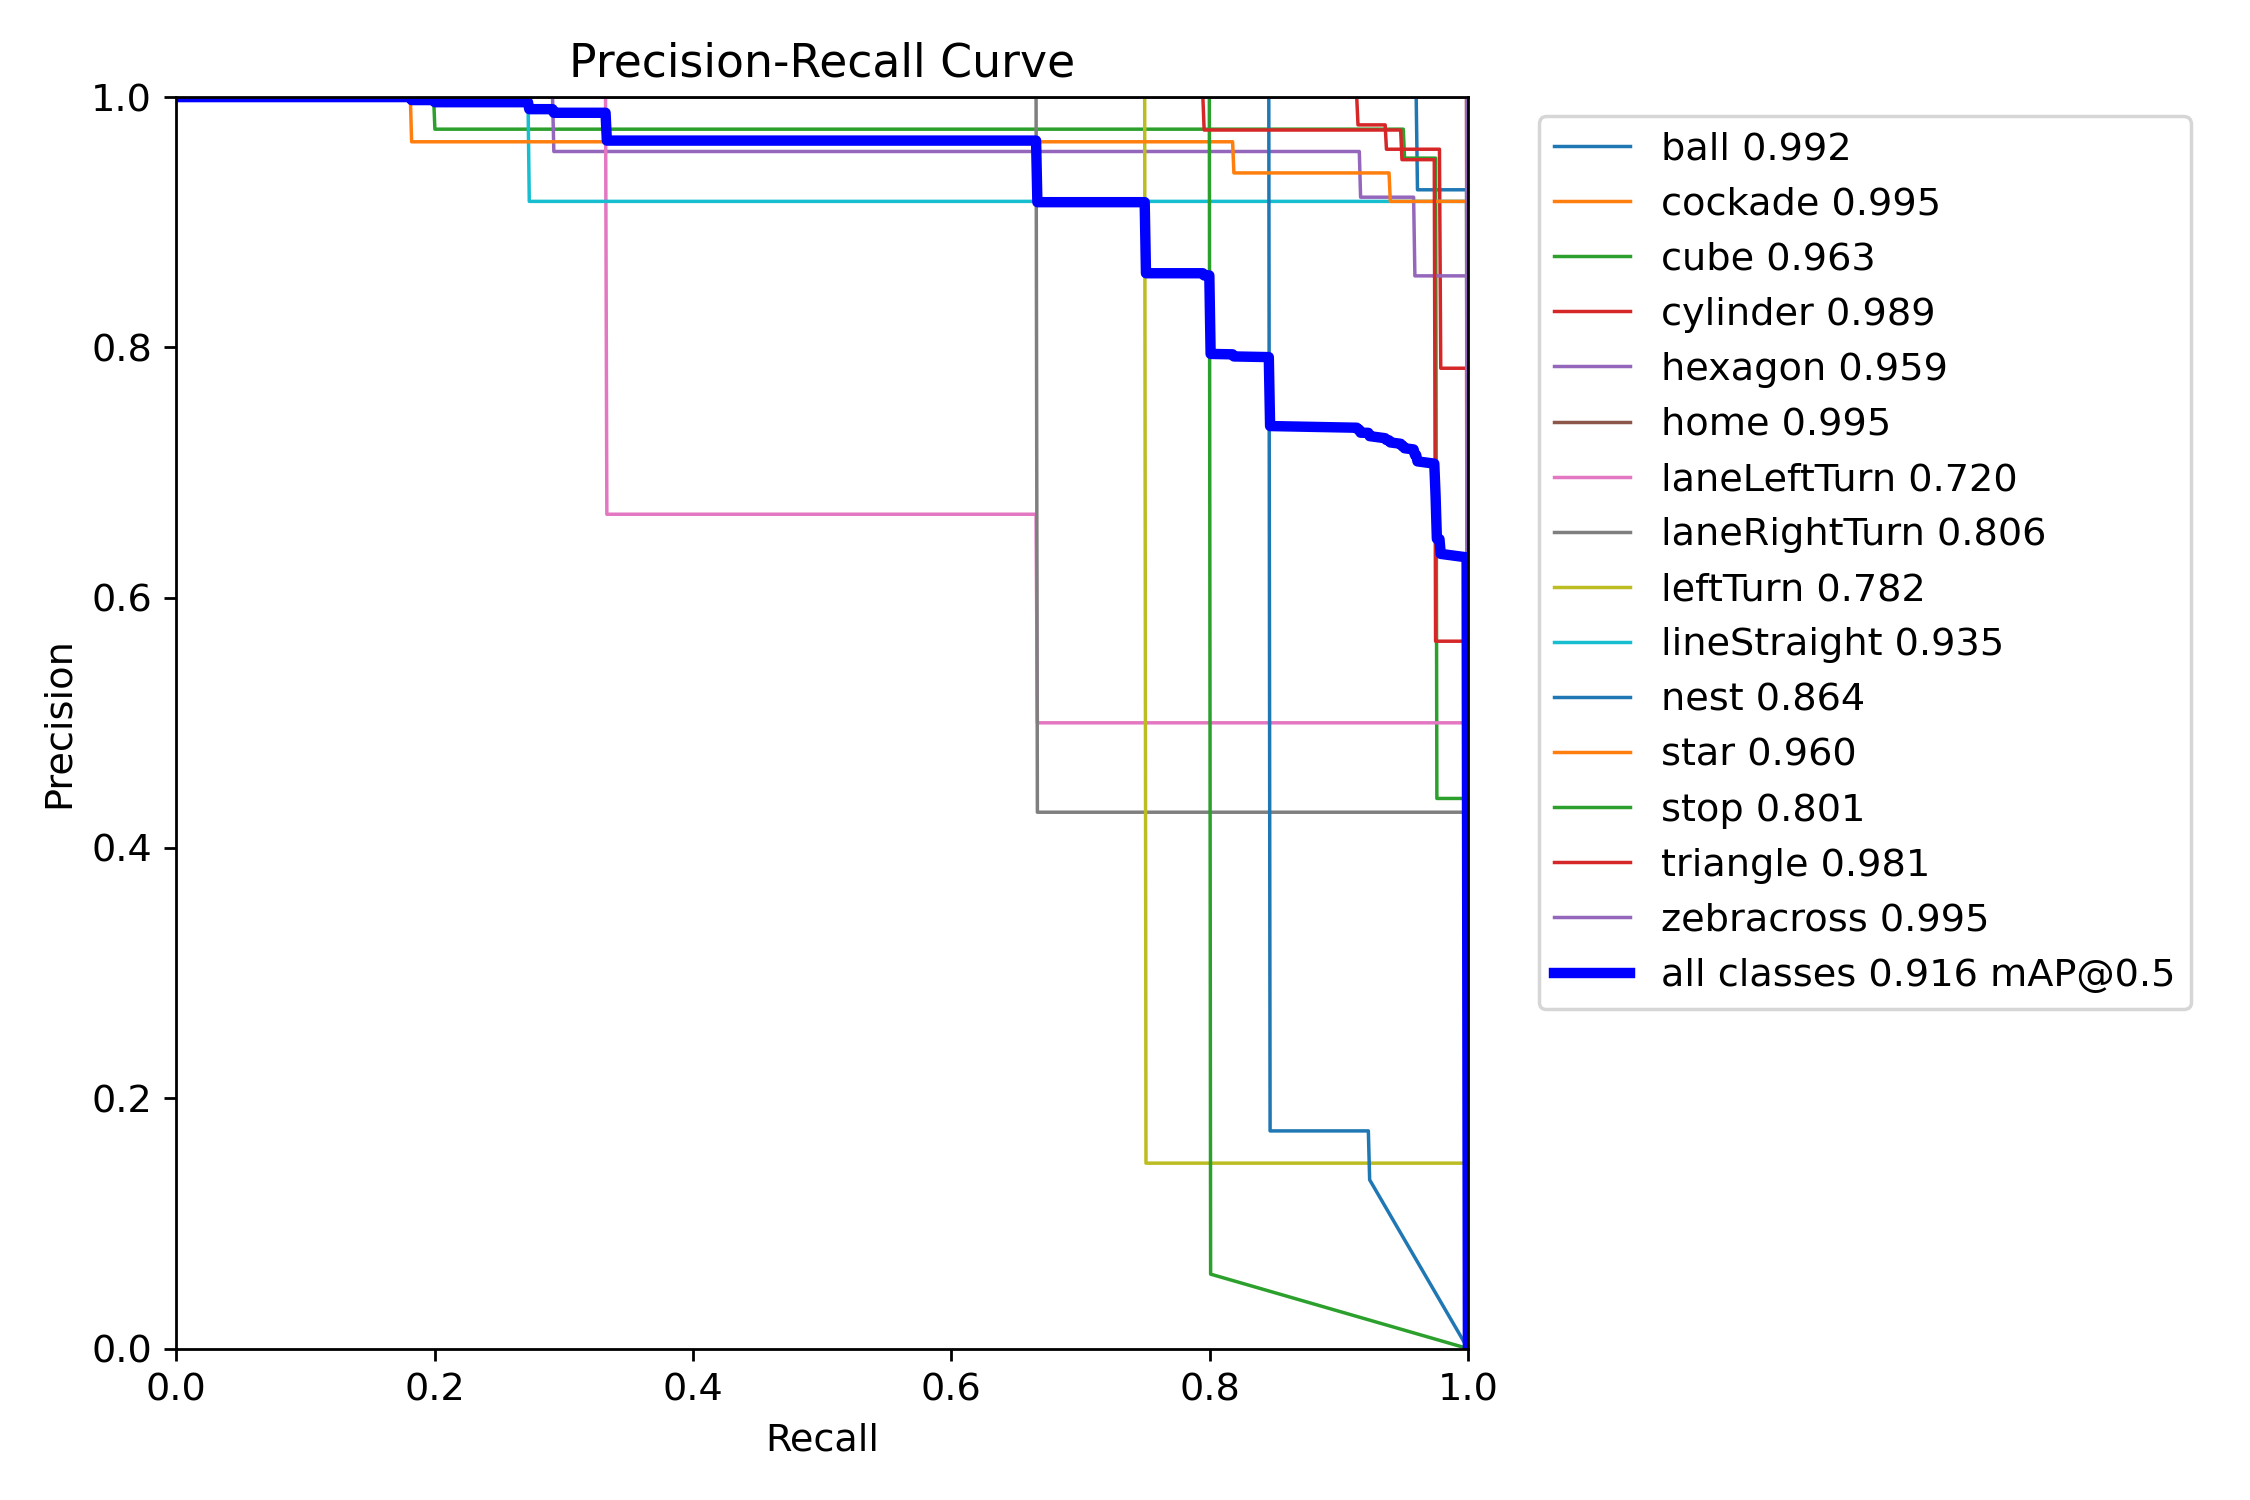 Precision-Recall Curve
1.0
0.8
0.6
0.4
0.2
0.0
Precision
0.0 0.2 0.4 0.6 0.8 1.0
Recall
ball 0.992
cockade 0.995
cube 0.963
cylinder 0.989
hexagon 0.959
home 0.995
laneLeftTurn 0.720
laneRightTurn 0.806
leftTurn 0.782
lineStraight 0.935
nest 0.864
star 0.960
stop 0.801
triangle 0.981
zebracross 0.995
all classes 0.916 mAP@0.5